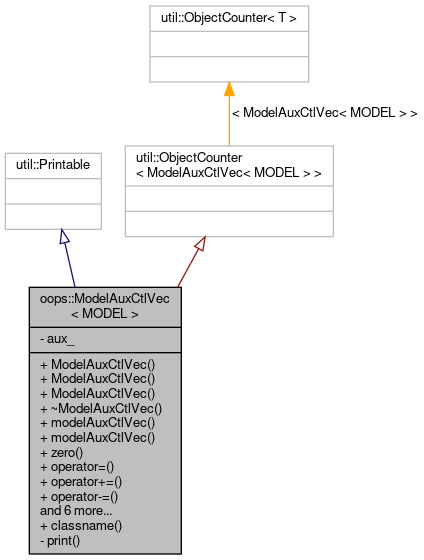 util::ObjectCounter< T >
< ModelAuxCtlVec< MODEL > >
util::Printable
util::ObjectCounter
< ModelAuxCtlVec< MODEL > >
oops::ModelAuxCtlVec
< MODEL >
- aux_
+ ModelAuxCtlVec()
+ ModelAuxCtlVec()
+ ModelAuxCtlVec()
+ ~ModelAuxCtlVec()
+ modelAuxCtlVec()
+ modelAuxCtlVec()
+ zero()
+ operator=()
+ operator+=()
+ operator-=()
and 6 more...
+ classname()
- print()